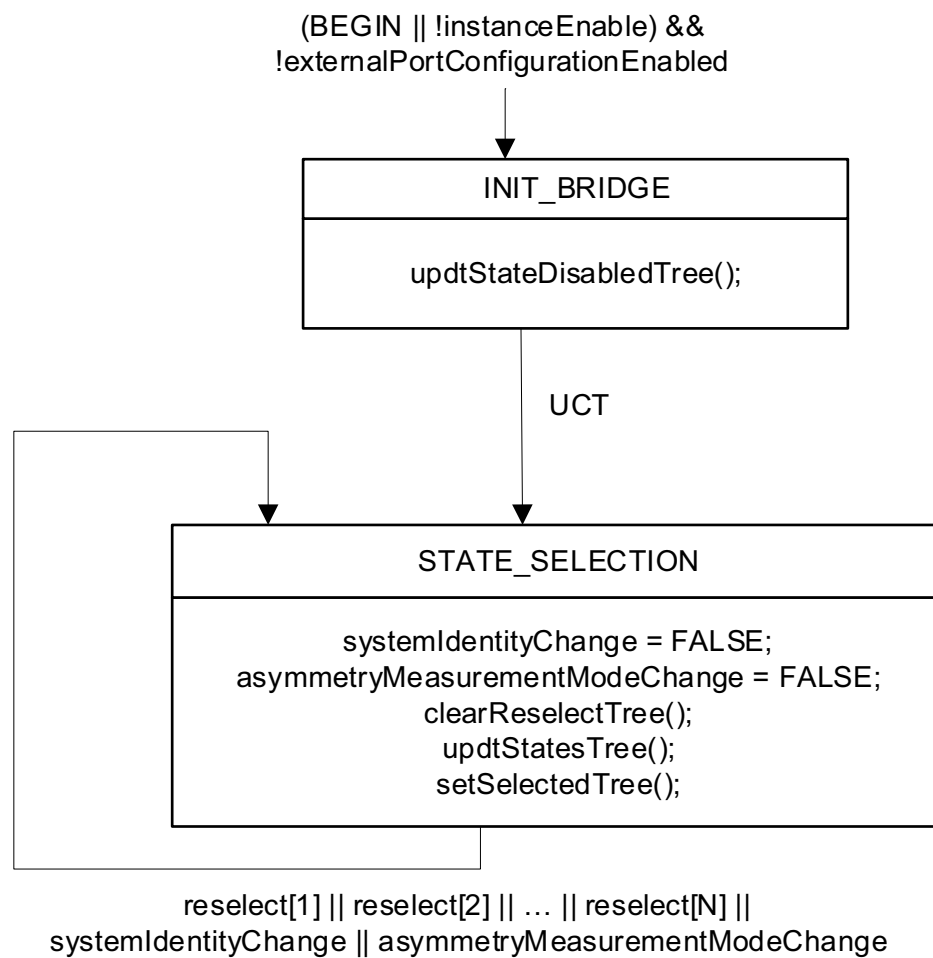 (BEGIN || !instanceEnable) &&
!externalPortConfigurationEnabled
INIT_BRIDGE
updtStateDisabledTree();
UCT
STATE_SELECTION
systemIdentityChange = FALSE;
asymmetryMeasurementModeChange = FALSE;
clearReselectTree();
updtStatesTree();
setSelectedTree();
reselect[1] || reselect[2] || … || reselect[N] ||
systemIdentityChange || asymmetryMeasurementModeChange